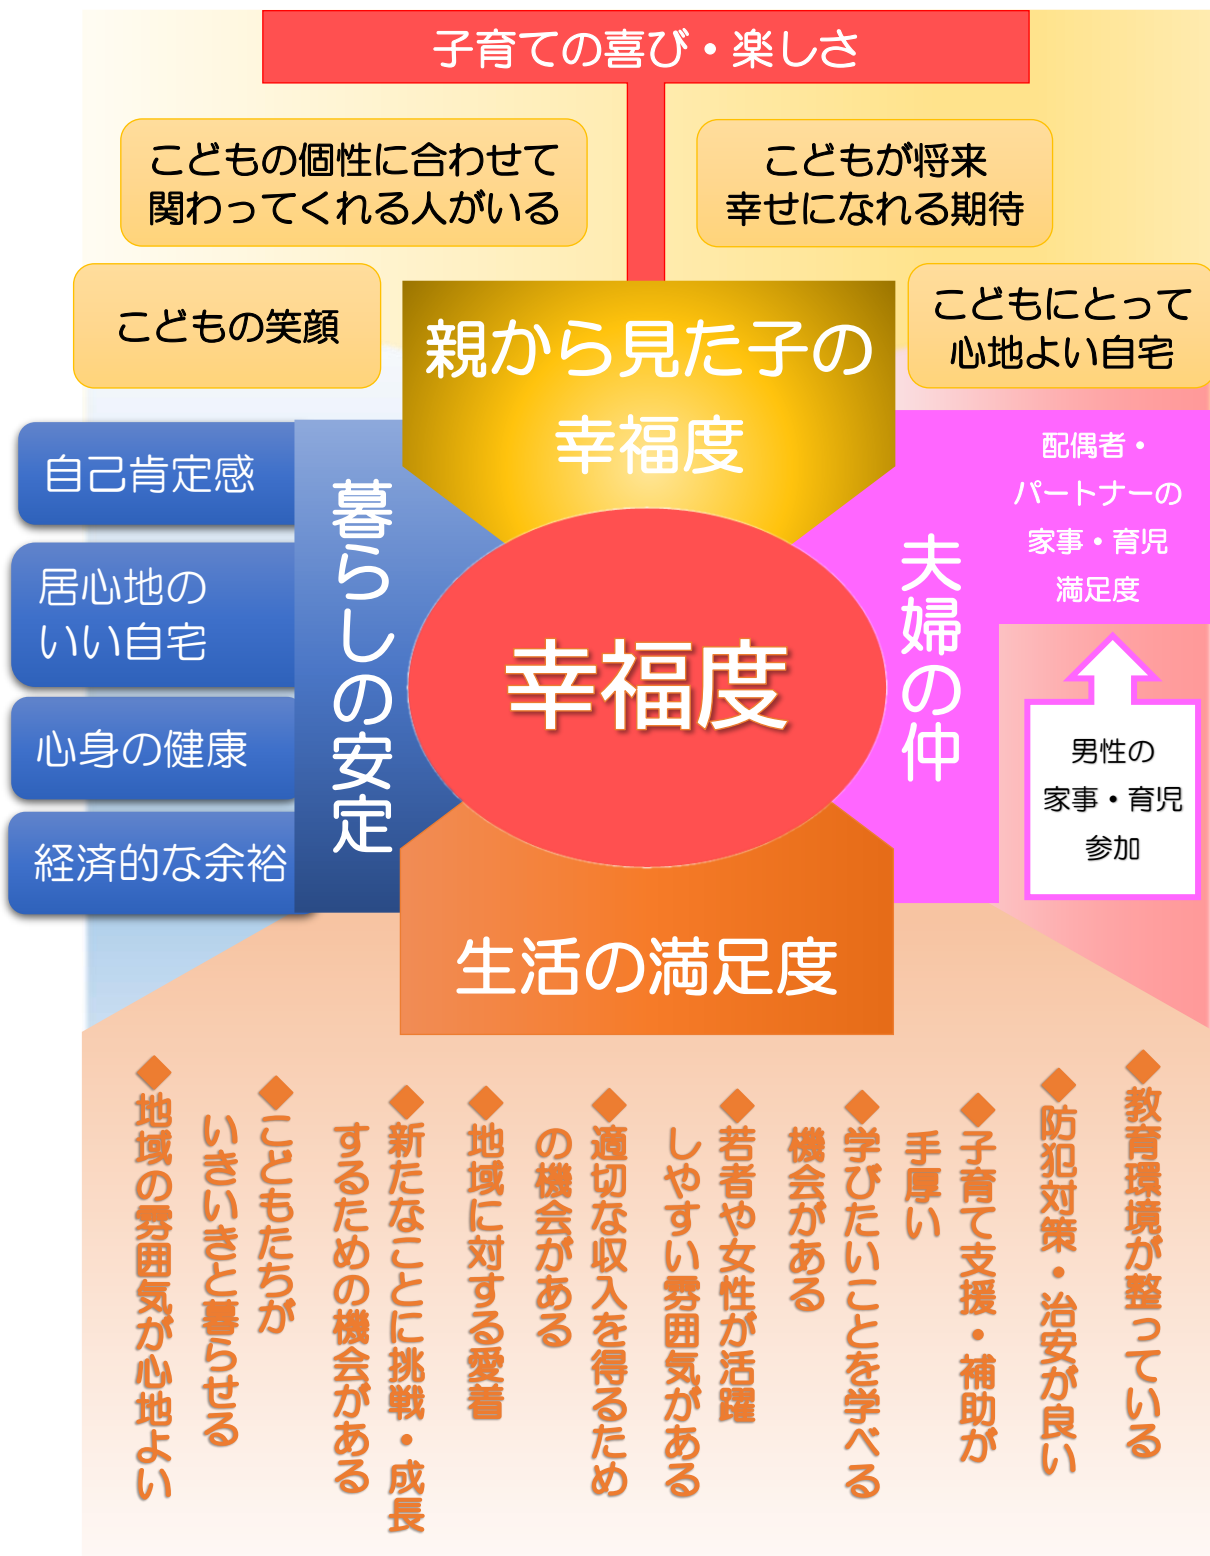 子育ての喜び・楽しさ
こどもの個性に合わせて
関わってくれる人がいる
こどもが将来
幸せになれる期待
こどもの笑顔
こどもにとって
心地よい自宅
親から見た子の
幸福度
自己肯定感
居心地の
いい自宅
心身の健康
経済的な余裕
暮らしの安定
幸福度
夫婦の仲
配偶者・
パートナーの
家事・育児
満足度
男性の
家事・育児
参加
生活の満足度
◆教育環境が整っている
◆防犯対策・治安が良い
◆子育て支援・補助が
手厚い
◆学びたいことを学べる
機会がある
◆若者や女性が活躍
しやすい雰囲気がある
◆適切な収入を得るため
の機会がある
◆地域に対する愛着
◆新たなことに挑戦・成長
するための機会がある
◆こどもたちが
いきいきと暮らせる
◆地域の雰囲気が心地よい